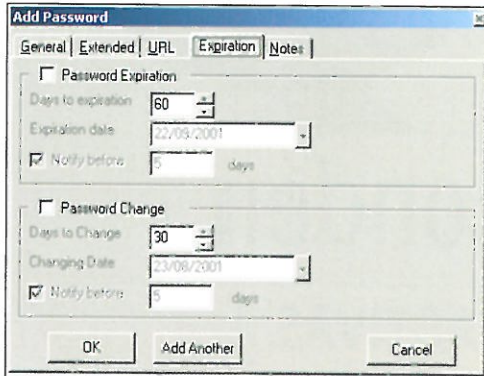 Add Password
General Extended URL Expiration Notes
Password Expiration
Days to expiration 60
Expiration date 22/09/2001
Notify before 5 days
Password Change
Days to Change 30
Changing Date 23/08/2001
Notify before 5 days
OK Add Another Cancel